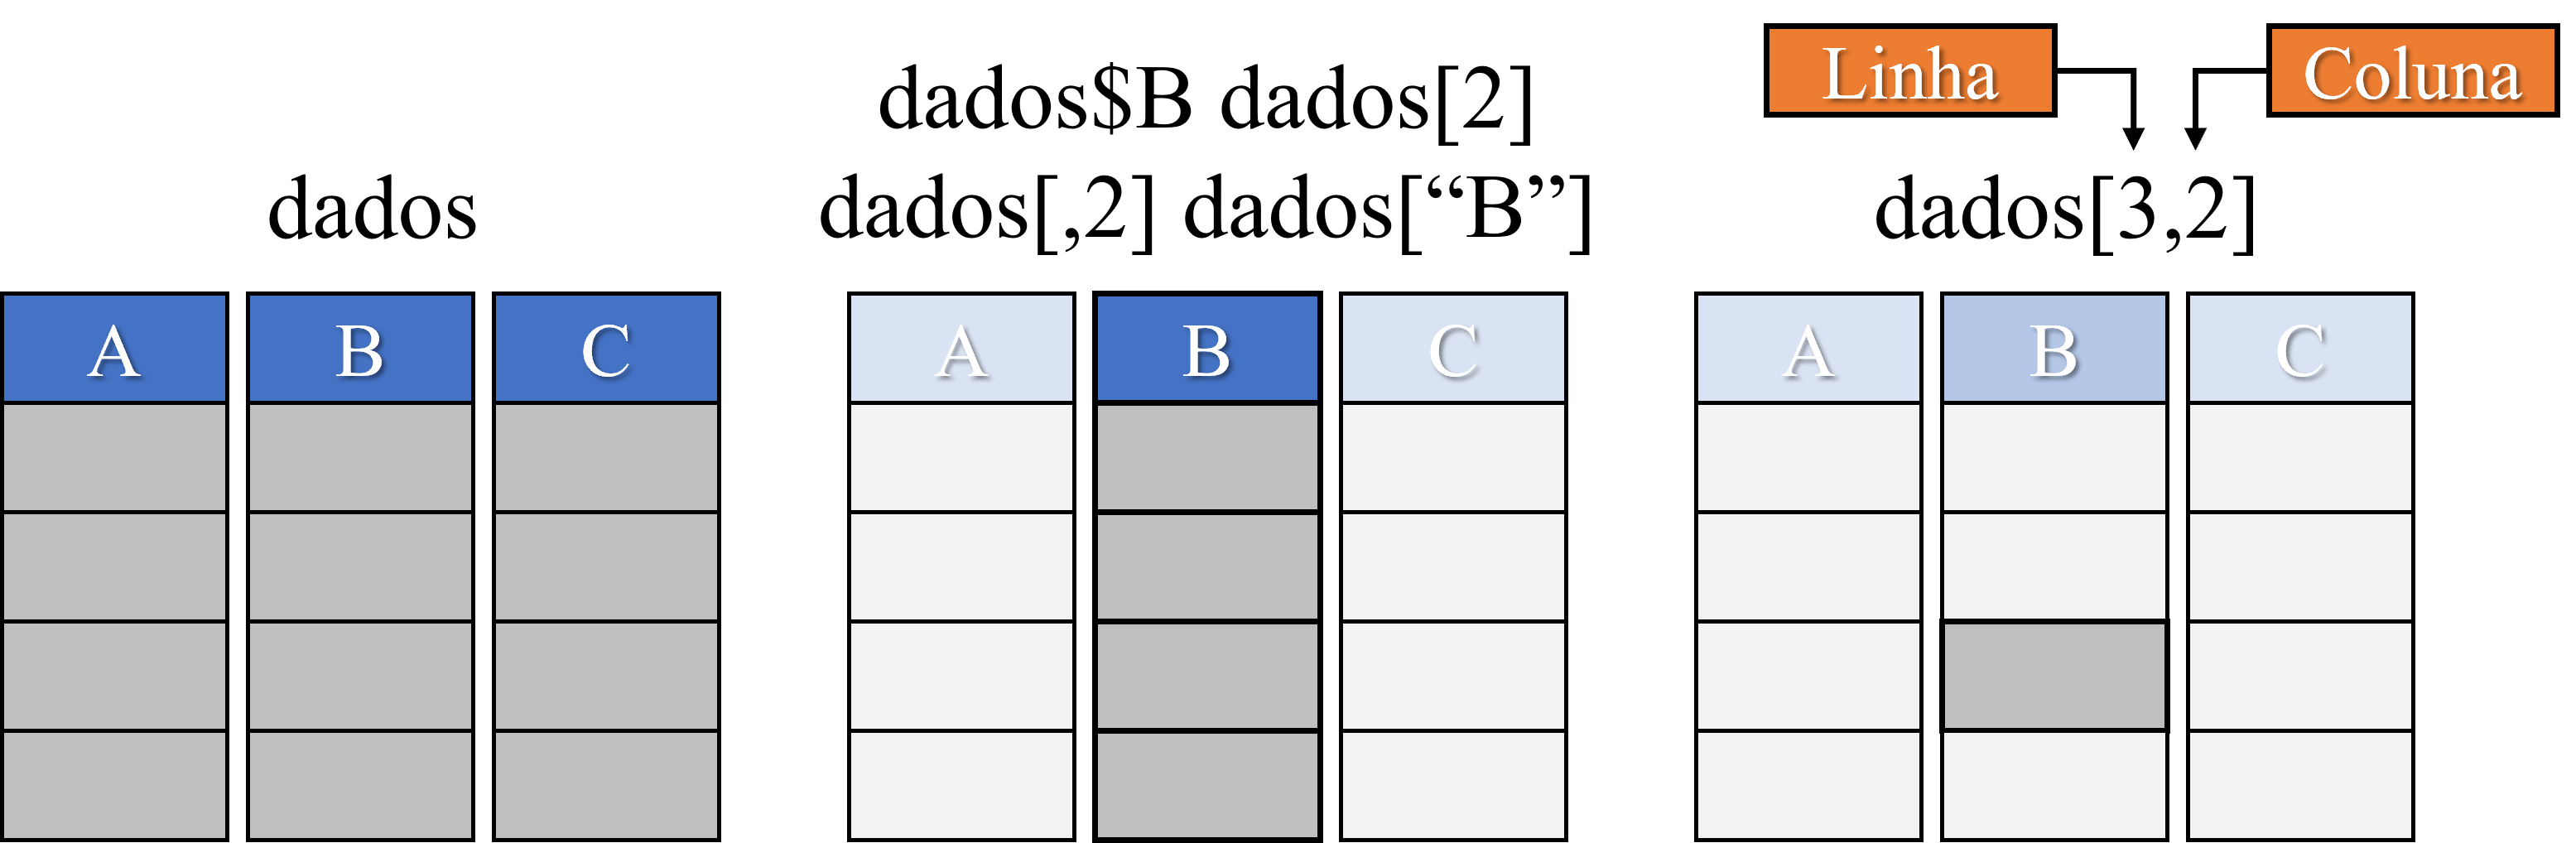 dados
A B C
dados$B dados[2]
dados[,2] dados[“B”]
A B C
Linha
Coluna
dados[3,2]
A B C